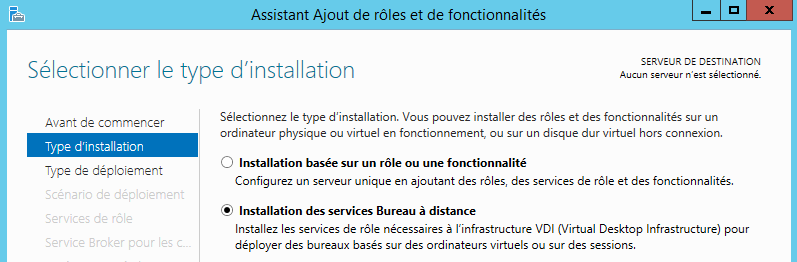 Assistant Ajout de rôles et de fonctionnalités
Sélectionner le type d'installation
SERVEUR DE DESTINATION
Aucun serveur n'est sélectionné.
Avant de commencer
Type d'installation
Type de déploiement
Scénario de déploiement
Services de rôle
Service Broker pour les c...
Sélectionnez le type d'installation. Vous pouvez installer des rôles et des fonctionnalités sur un
ordinateur physique ou virtuel en fonctionnement, ou sur un disque dur virtuel hors connexion.
Installation basée sur un rôle ou une fonctionnalité
Configurez un serveur unique en ajoutant des rôles, des services de rôle et des fonctionnalités.
Installation des services Bureau à distance
Installez les services de rôle nécessaires à l'infrastructure VDI (Virtual Desktop Infrastructure) pour
déployer des bureaux basés sur des ordinateurs virtuels ou sur des sessions.